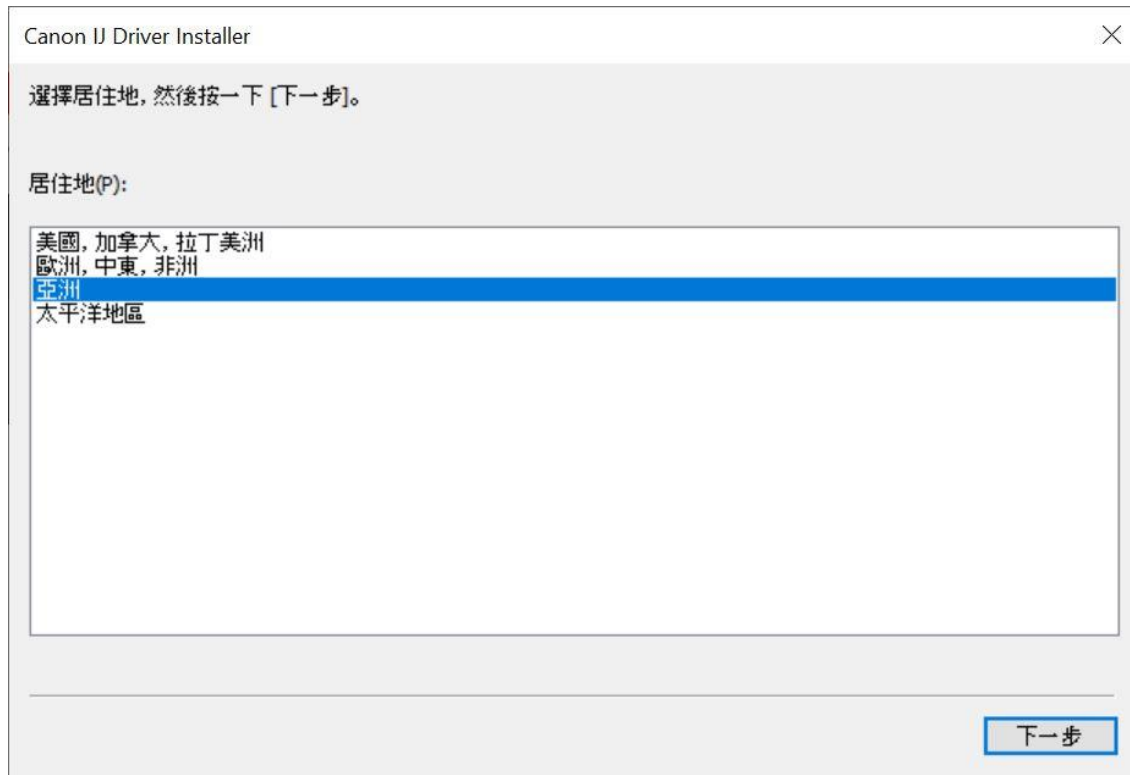 Canon IJ Driver Installer
選擇居住地, 然後按一下 [下一步]。
居住地(P):
美國, 加拿大, 拉丁美洲
歐洲, 中東, 非洲
亞洲
太平洋地區
下一步